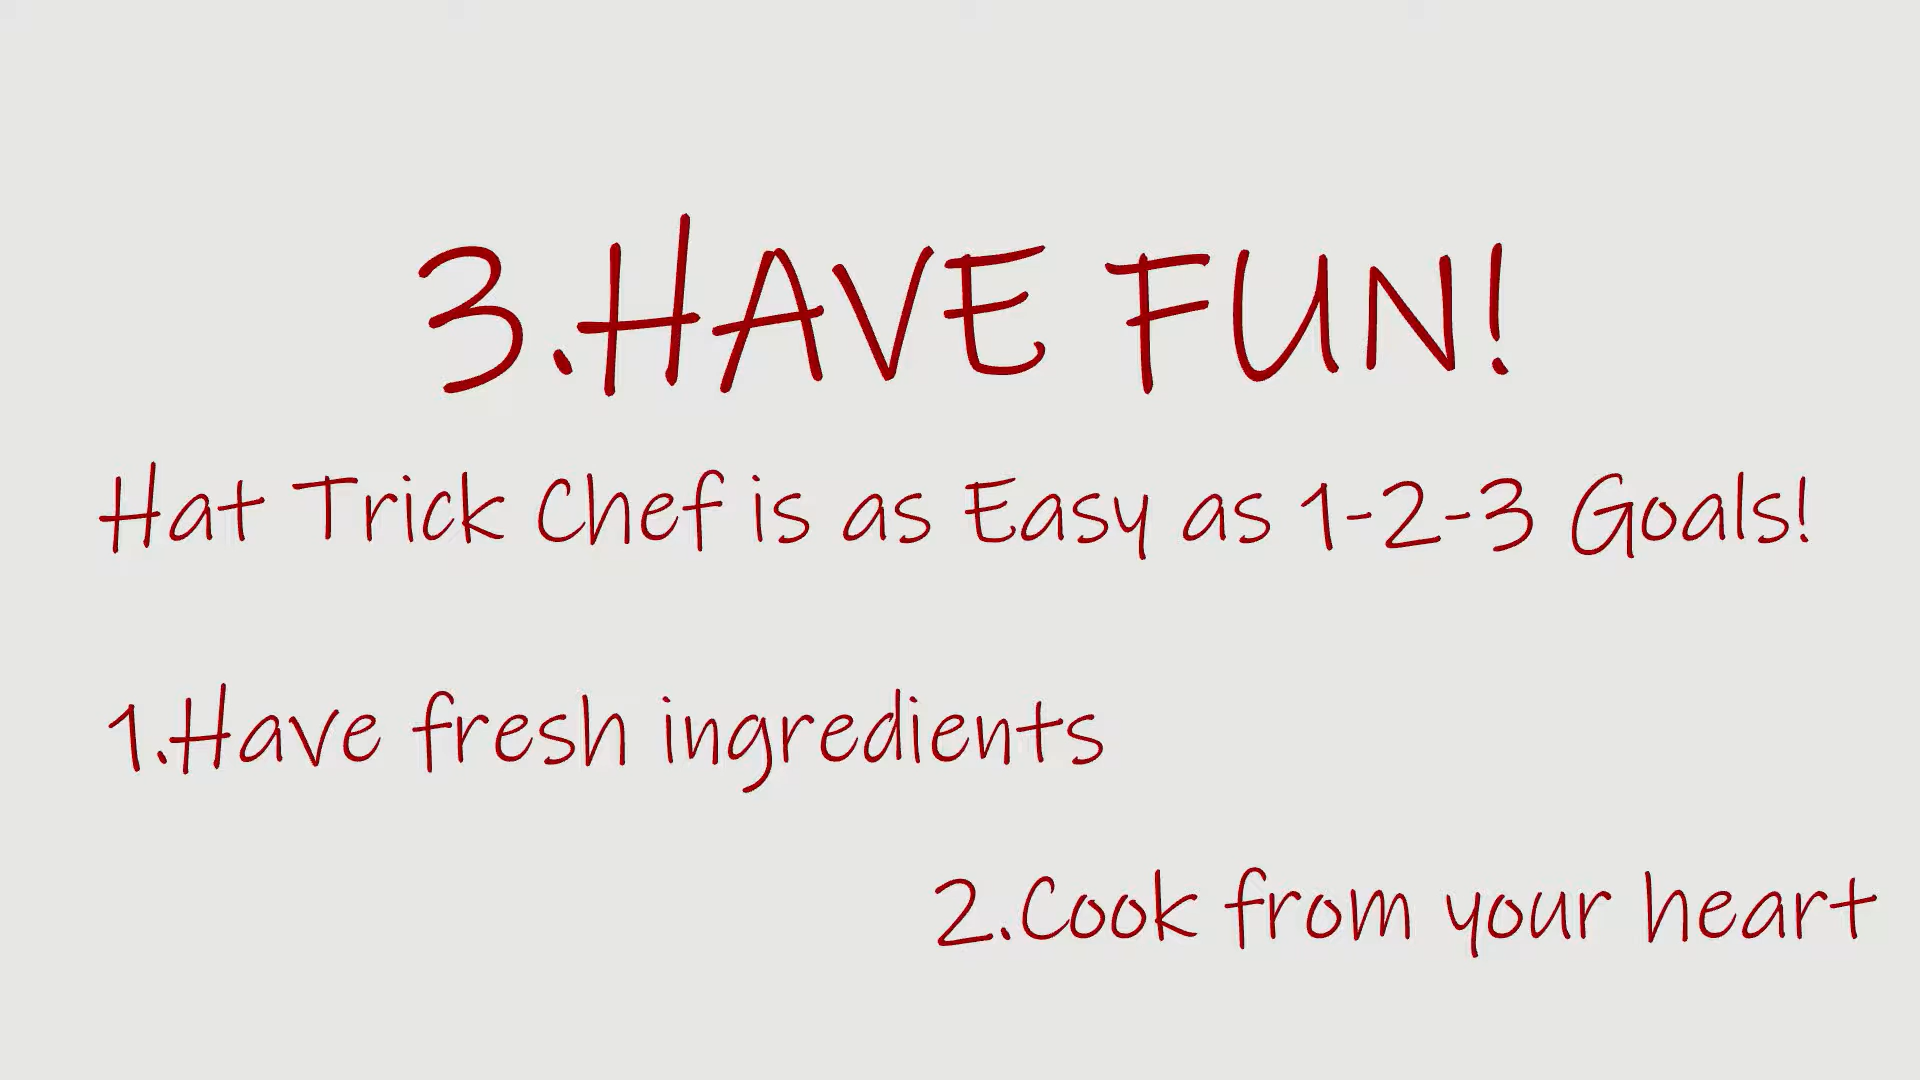 3.HAVE FUN!
Hat Trick Chef is as Easy as 1-2-3 Goals!
1.Have fresh ingredients
2.Cook from your heart